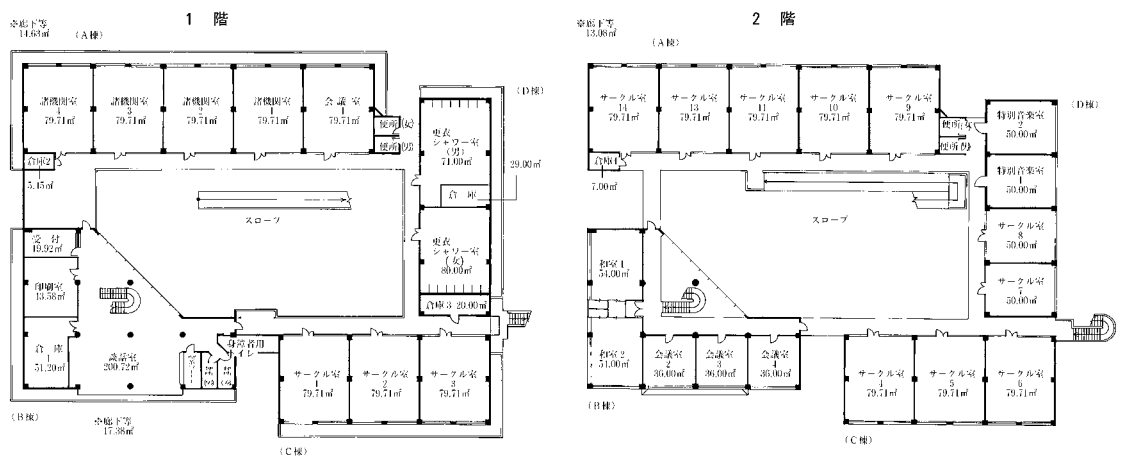 1 階
※廊下等
14.63㎡
(A棟)
諸機関室
4
79.71㎡
諸機関室
3
79.71㎡
諸機関室
2
79.71㎡
諸機関室
1
79.71㎡
会議室
1
79.71㎡
便所(女)
便所(男)
(D棟)
更衣
シャワー室
(男)
71.00㎡
29.00㎡
倉庫
倉庫2
5.45㎡
スロープ
更衣
シャワー室
(女)
80.00㎡
倉庫3 20.00㎡
受付
19.92㎡
印刷室
13.58㎡
倉庫
1
51.20㎡
談話室
200.72㎡
身障者用
トイレ
サークル室
1
79.71㎡
サークル室
2
79.71㎡
サークル室
3
79.71㎡
(B棟)
※廊下等
17.38㎡
(C棟)
2 階
※廊下等
13.08㎡
(A棟)
サークル室
14
79.71㎡
サークル室
13
79.71㎡
サークル室
11
79.71㎡
サークル室
10
79.71㎡
サークル室
9
79.71㎡
便所(女)
便所(男)
(D棟)
特別音楽室
2
50.00㎡
倉庫4
7.00㎡
特別音楽室
1
50.00㎡
スロープ
サークル室
8
50.00㎡
サークル室
7
50.00㎡
和室1
54.00㎡
和室2
51.00㎡
会議室
2
36.00㎡
会議室
3
36.00㎡
会議室
4
36.00㎡
サークル室
4
79.71㎡
サークル室
5
79.71㎡
サークル室
6
79.71㎡
(B棟)
(C棟)